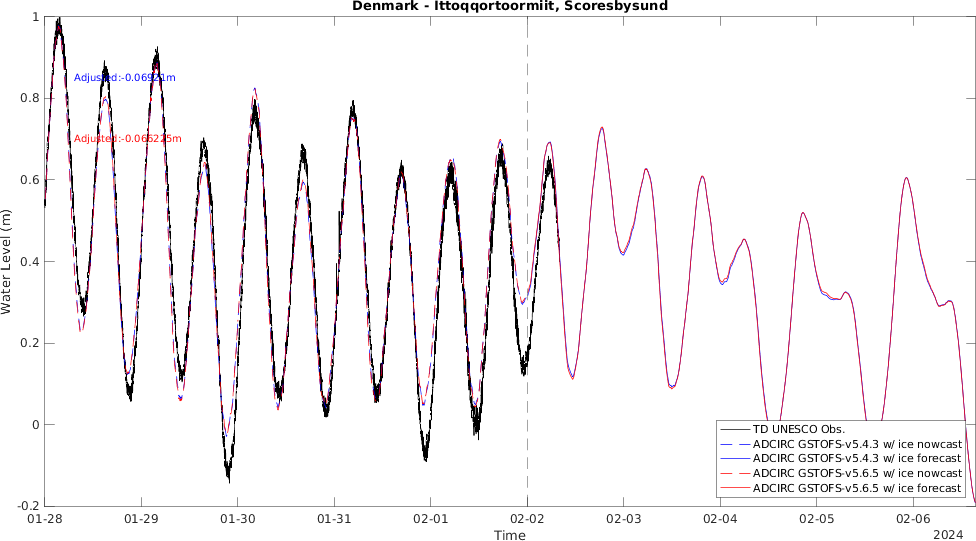 Denmark - Ittoqqortoormiit, Scoresbysund
1
0.8
0.6
0.4
0.2
0
-0.2
Water Level (m)
Adjusted:-0.06921m
Adjusted:-0.066225m
TD UNESCO Obs.
ADCIRC GSTOFS-v5.4.3 w/ ice nowcast
ADCIRC GSTOFS-v5.4.3 w/ ice forecast
ADCIRC GSTOFS-v5.6.5 w/ ice nowcast
ADCIRC GSTOFS-v5.6.5 w/ ice forecast
01-28 01-29 01-30 01-31 02-01 02-02 02-03 02-04 02-05 02-06
Time
2024